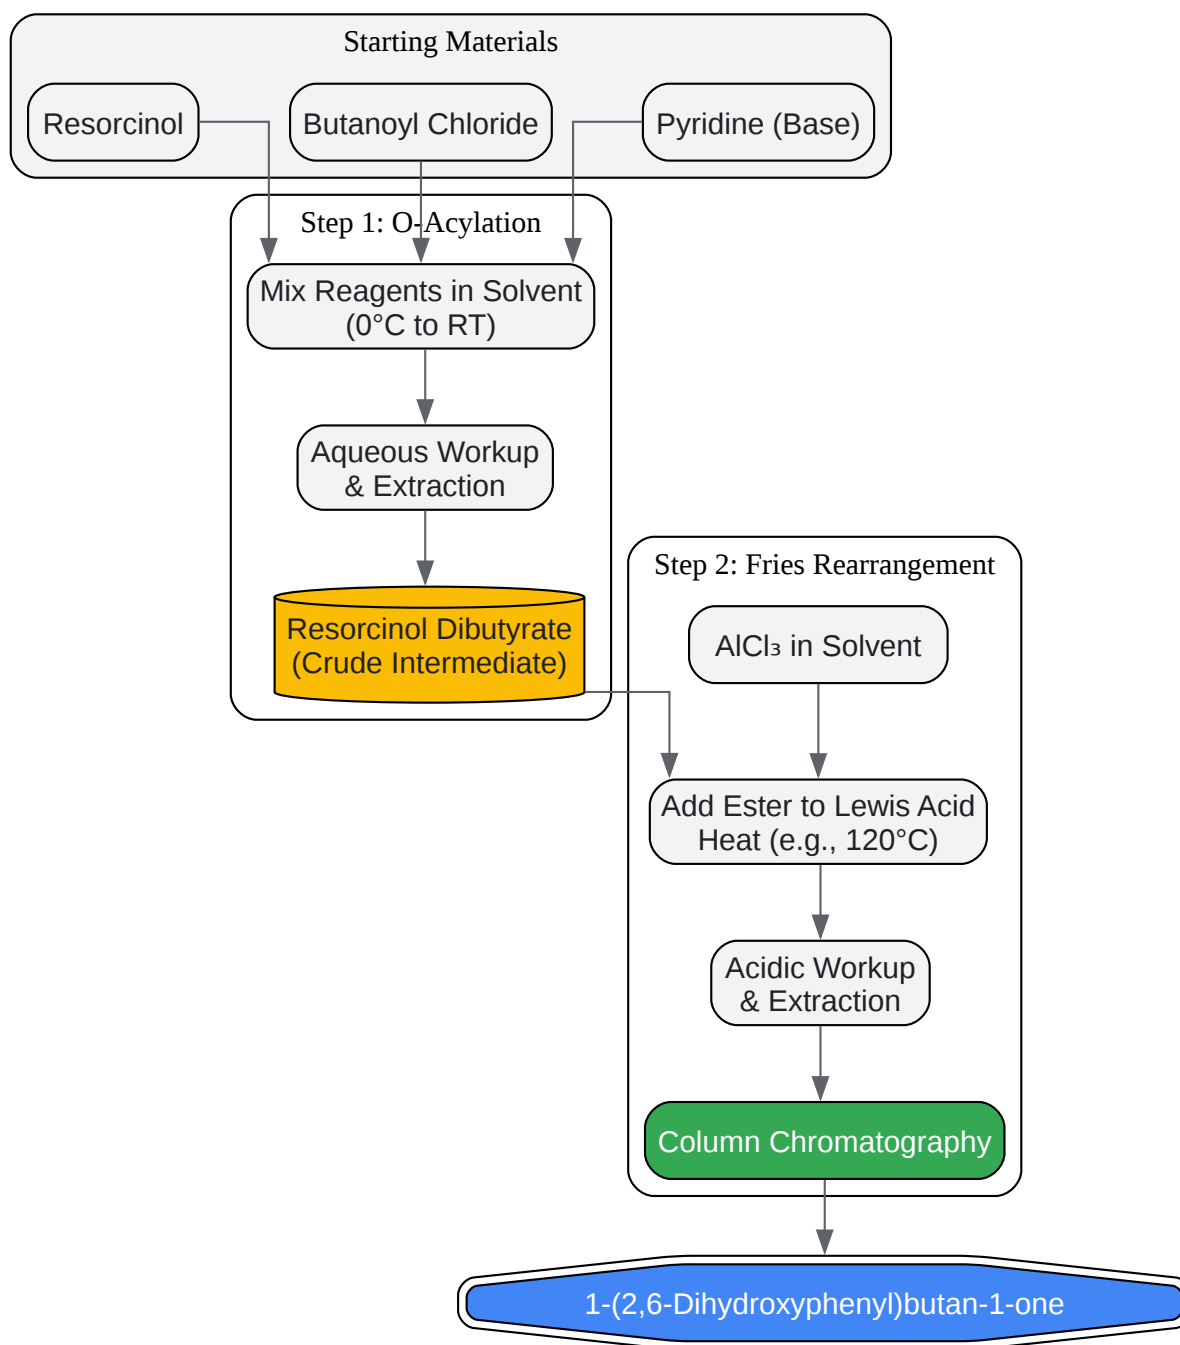 Starting Materials
Resorcinol
Butanoyl Chloride
Pyridine (Base)
Step 1: O-Acylation
Mix Reagents in Solvent
(0°C to RT)
Aqueous Workup
& Extraction
Resorcinol Dibutyrate
(Crude Intermediate)
Step 2: Fries Rearrangement
AlCl₃ in Solvent
Add Ester to Lewis Acid
Heat (e.g., 120°C)
Acidic Workup
& Extraction
Column Chromatography
1-(2,6-Dihydroxyphenyl)butan-1-one